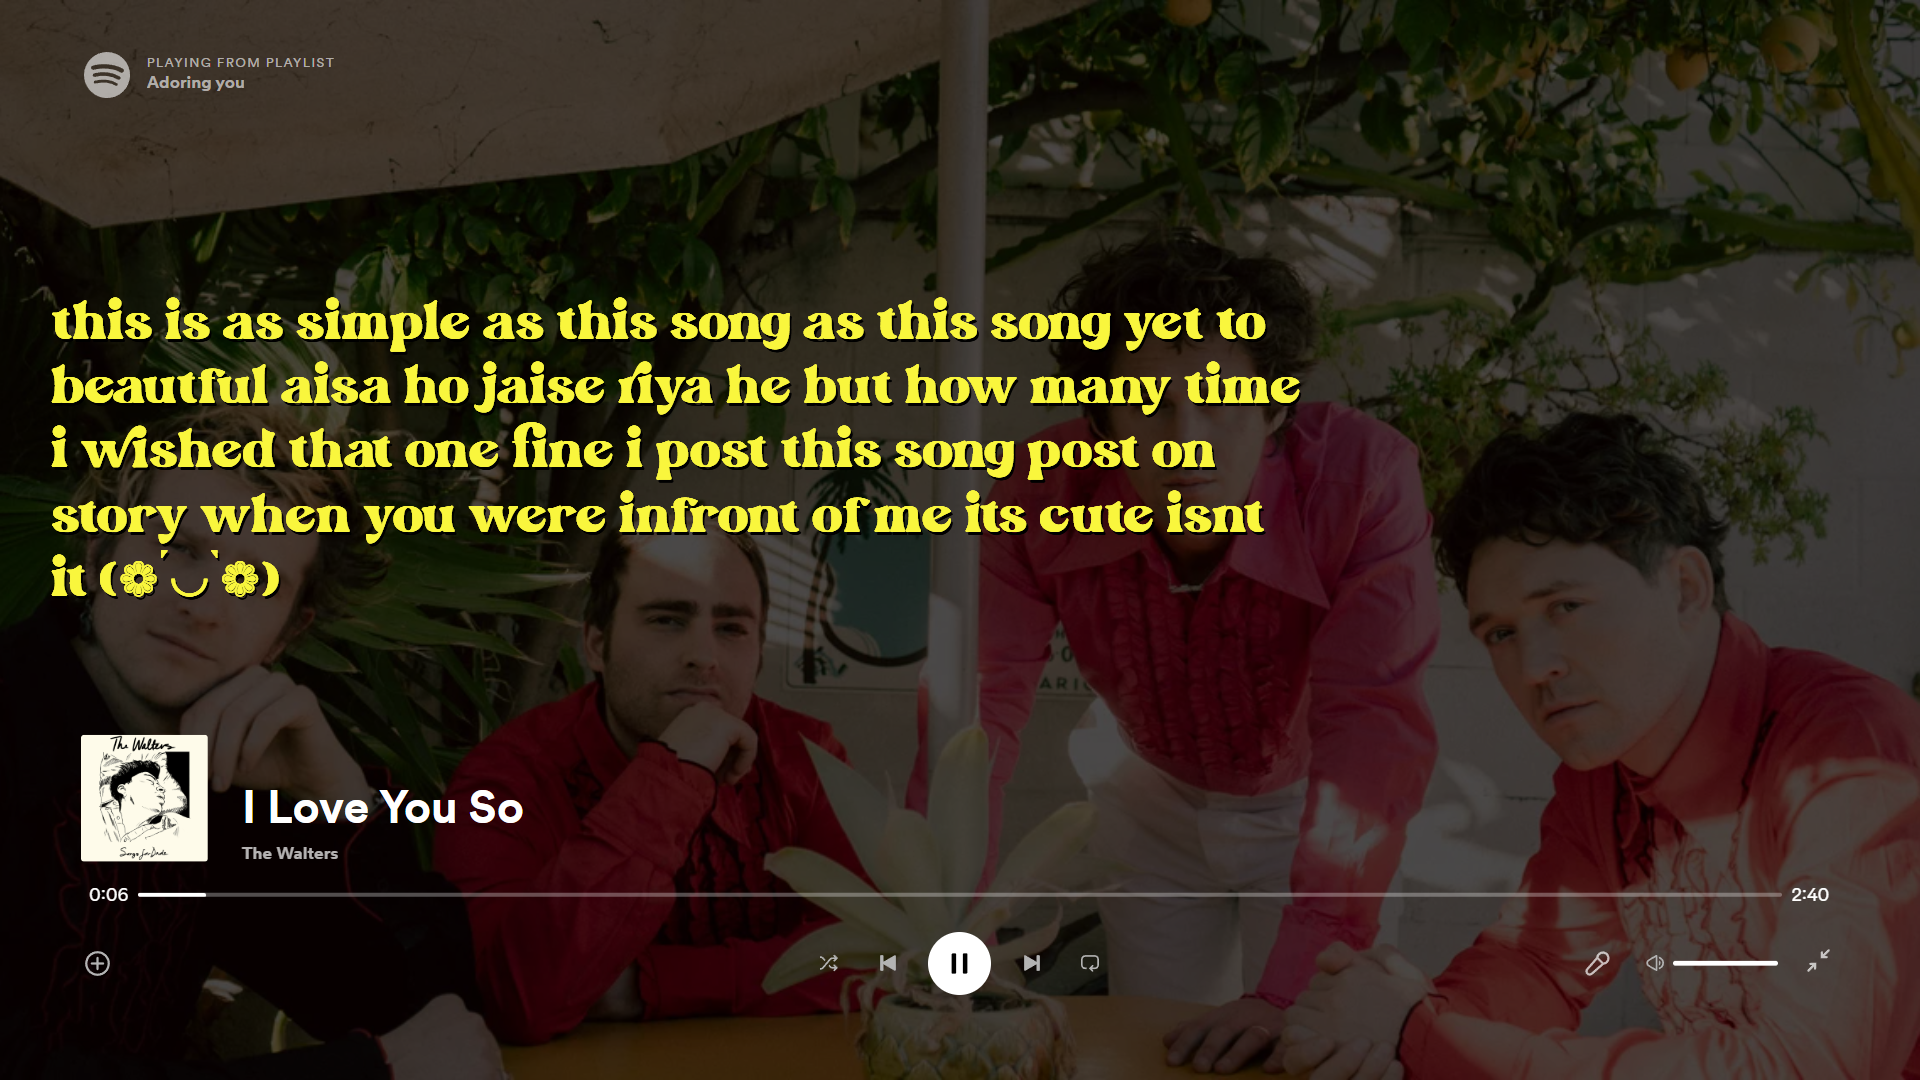 PLAYING FROM PLAYLIST
Adoring you
this is as simple as this song as this song yet to
beautful aisa ho jaise riya he but how many time
i wished that one fine i post this song post on
story when you were infront of me its cute isnt
it (❁´◡`❁)
The Walters
Songs for Dads
I Love You So
The Walters
0:06
2:40